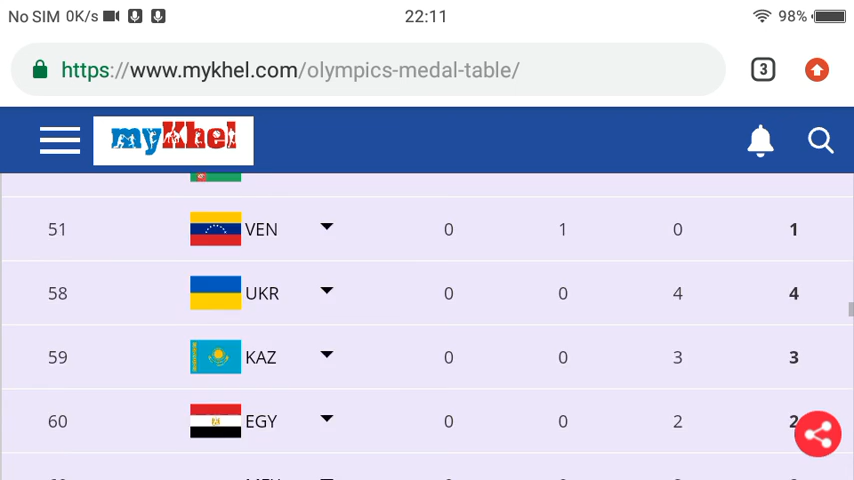 No SIM 0K/s 22:11 98%
https://www.mykhel.com/olympics-medal-table/ 3
myKhel
51 VEN 0 1 0 1
58 UKR 0 0 4 4
59 KAZ 0 0 3 3
60 EGY 0 0 2 2